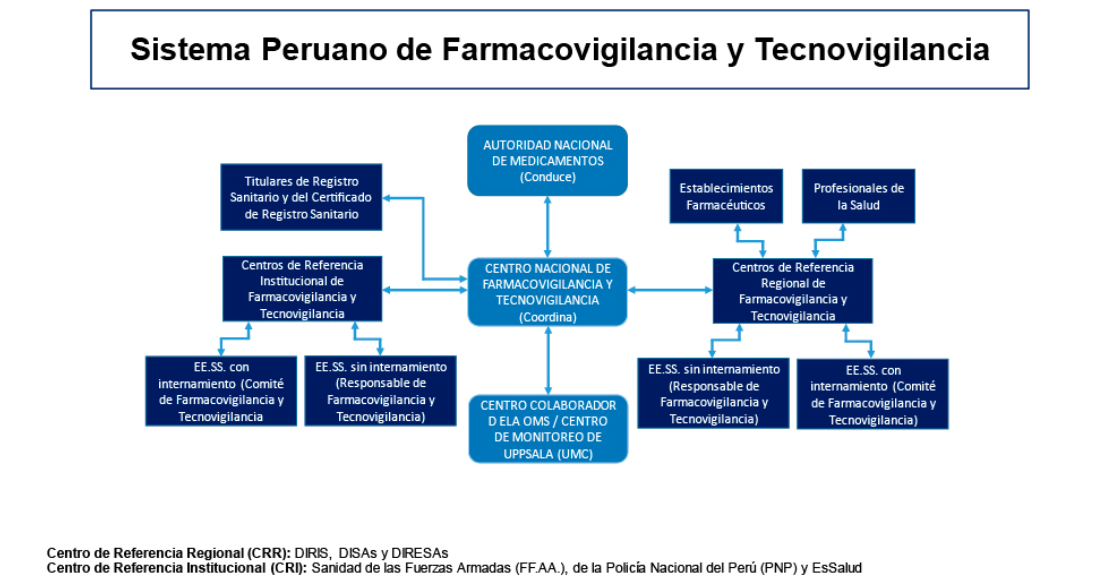 Sistema Peruano de Farmacovigilancia y Tecnovigilancia
AUTORIDAD NACIONAL
DE MEDICAMENTOS
(Conduce)
Titulares de Registro
Sanitario y del Certificado
de Registro Sanitario
Establecimientos
Farmacéuticos
Profesionales de
la Salud
Centros de Referencia
Institucional de
Farmacovigilancia y
Tecnovigilancia
CENTRO NACIONAL DE
FARMACOVIGILANCIA Y
TECNOVIGILANCIA
(Coordina)
Centros de Referencia
Regional de
Farmacovigilancia y
Tecnovigilancia
EE.SS. con
internamiento (Comité
de Farmacovigilancia y
Tecnovigilancia
EE.SS. sin internamiento
(Responsable de
Farmacovigilancia y
Tecnovigilancia)
CENTRO COLABORADOR
D ELA OMS / CENTRO
DE MONITOREO DE
UPPSALA (UMC)
EE.SS. sin internamiento
(Responsable de
Farmacovigilancia y
Tecnovigilancia)
EE.SS. con
internamiento (Comité
de Farmacovigilancia y
Tecnovigilancia)
Centro de Referencia Regional (CRR): DIRIS, DISAs y DIRESAs
Centro de Referencia Institucional (CRI): Sanidad de las Fuerzas Armadas (FF.AA.), de la Policía Nacional del Perú (PNP) y EsSalud